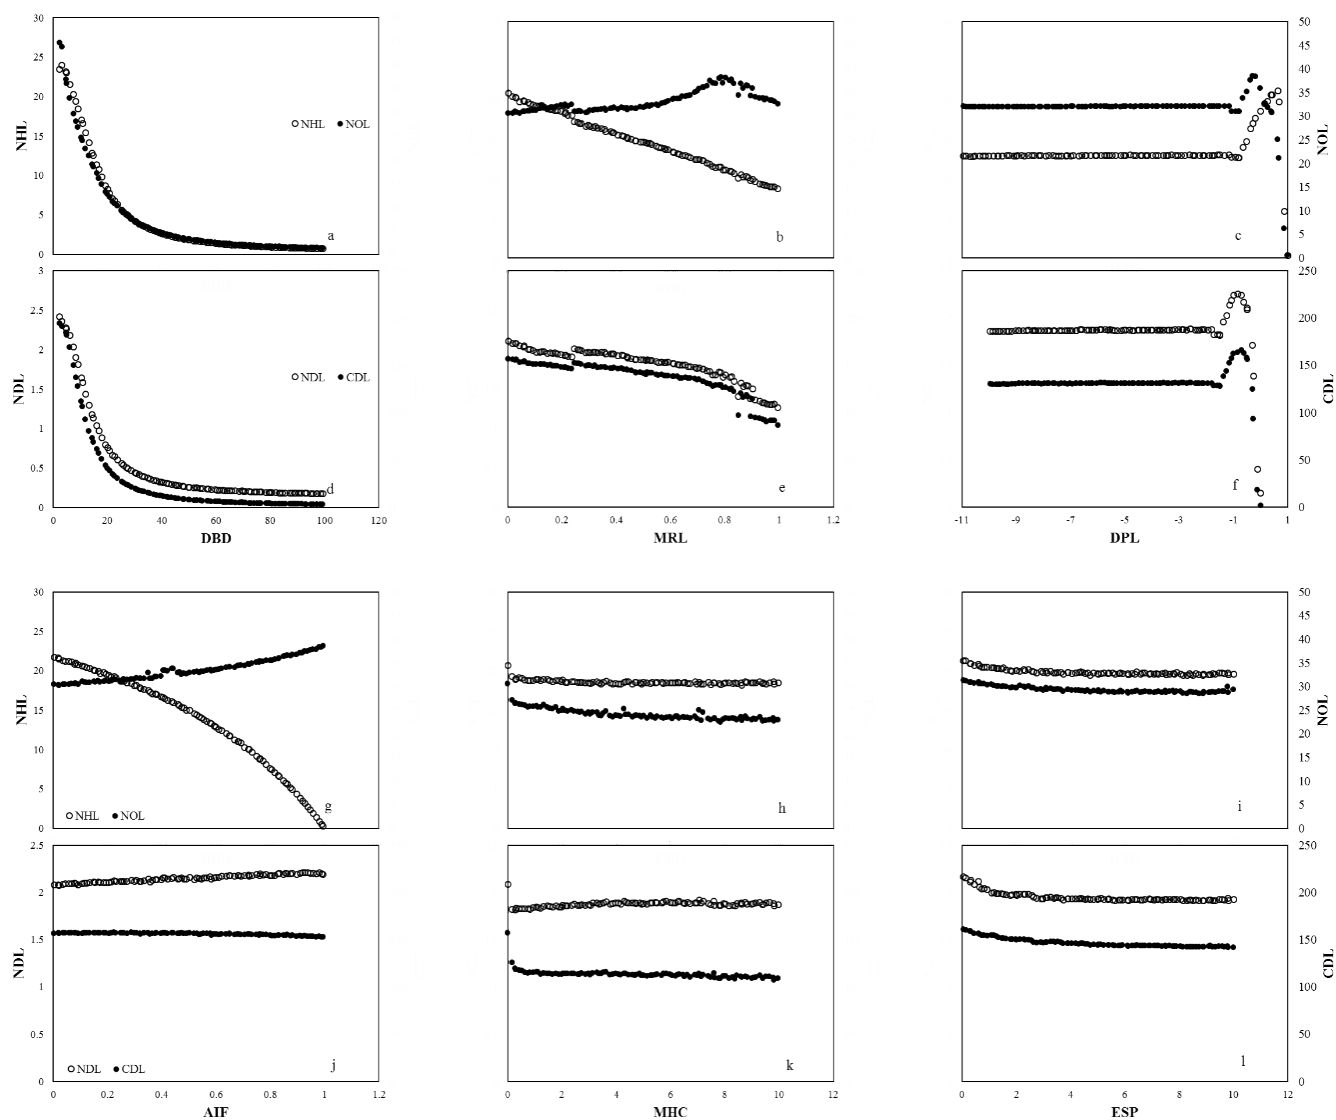 30
25
20
15
10
5
0
NHL
NHL NOL
a
b
c
50
45
40
35
30
25
20
15
10
5
0
NOL
3
2.5
2
1.5
1
0.5
0
NDL
NDL CDL
d
e
f
250
200
150
100
50
0
CDL
0 20 40 60 80 100 120
DBD
0 0.2 0.4 0.6 0.8 1 1.2
MRL
-11 -9 -7 -5 -3 -1 1
DPL
30
25
20
15
10
5
0
NHL
NHL NOL
g
h
i
50
45
40
35
30
25
20
15
10
5
0
NOL
2.5
2
1.5
1
0.5
0
NDL
NDL CDL
j
k
l
250
200
150
100
50
0
CDL
0 0.2 0.4 0.6 0.8 1 1.2
AIF
0 2 4 6 8 10 12
MHC
0 2 4 6 8 10 12
ESP